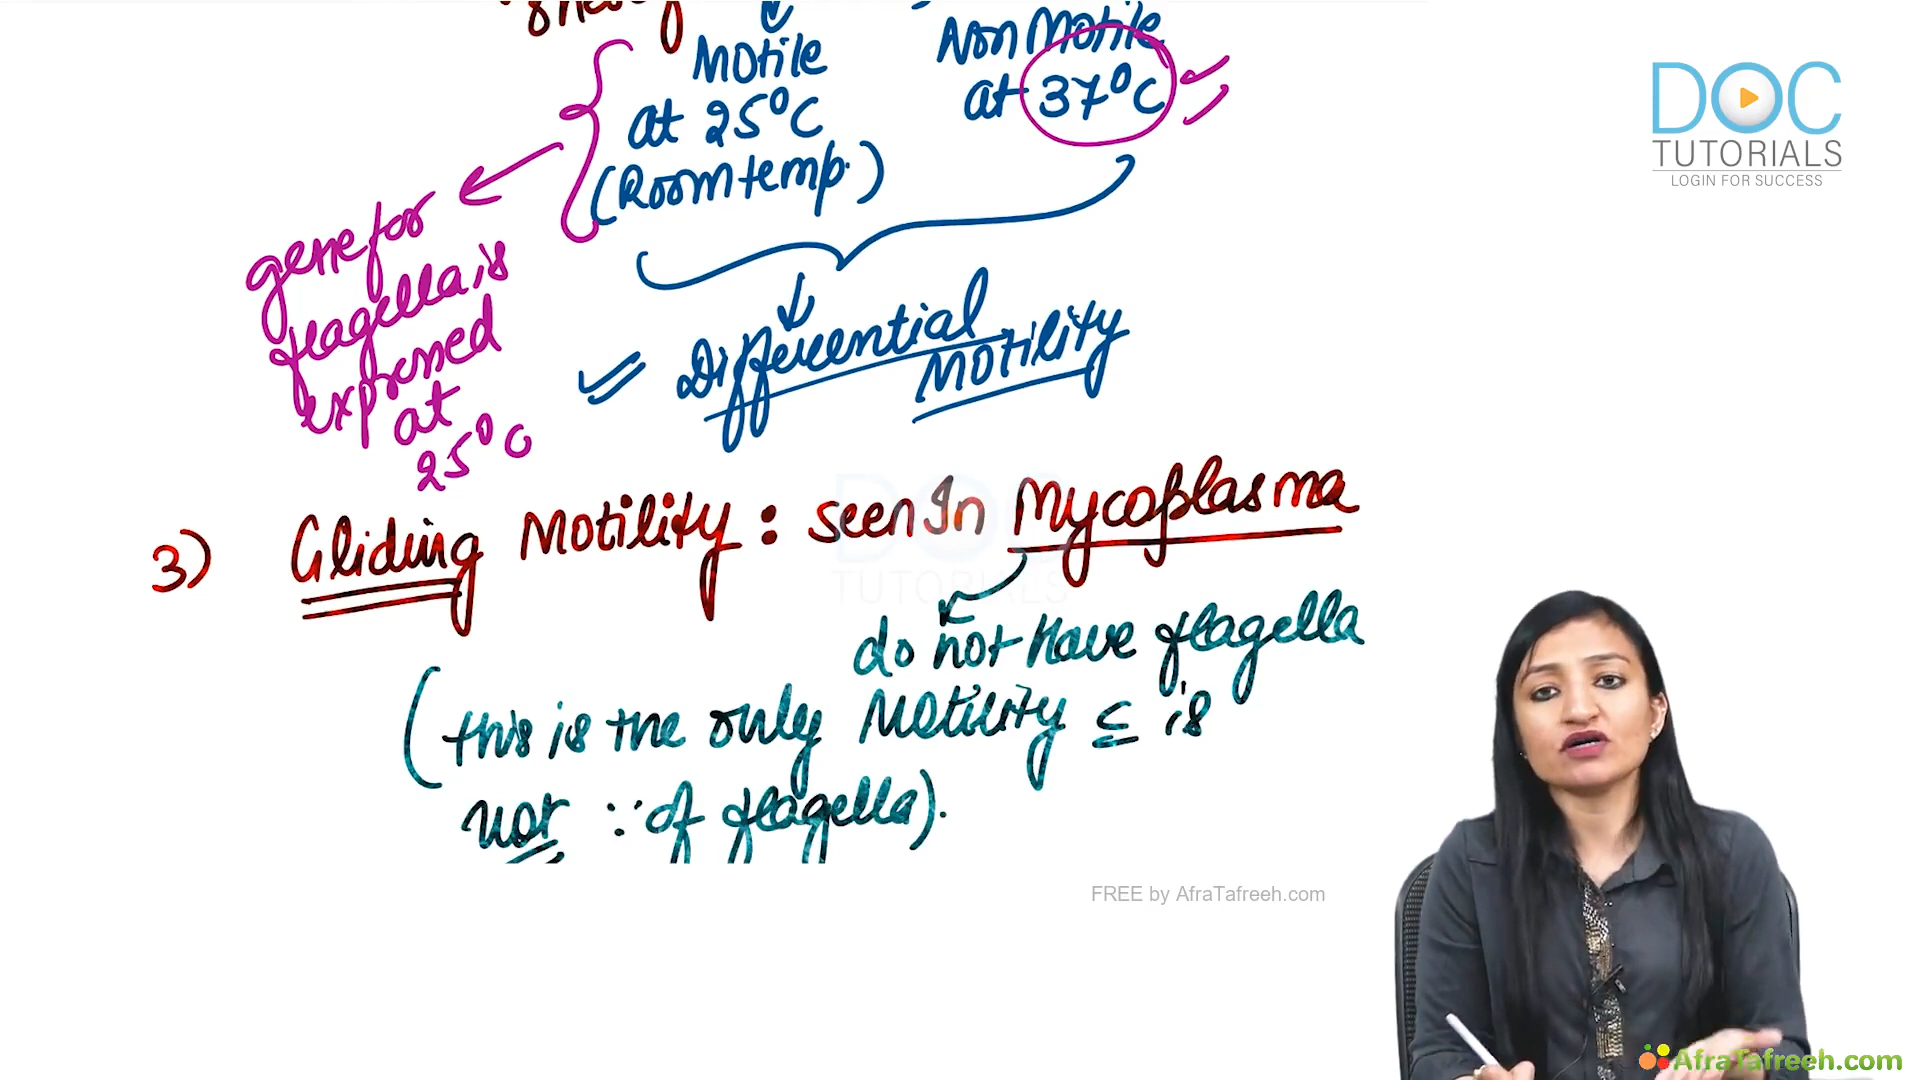 Motile
at 25°C
(Room temp.)
Non Motile
at 37°C
gene for
flagella is
expressed
at
25°C
Differential
Motility
3) Gliding Motility : seen In Mycoplasma
do not have flagella
(this is the only Motility c is
not ∵ of flagella).
DOC
TUTORIALS
LOGIN FOR SUCCESS
DOC
TUTORIALS
FREE by AfraTafreeh.com
AfraTafreeh.com